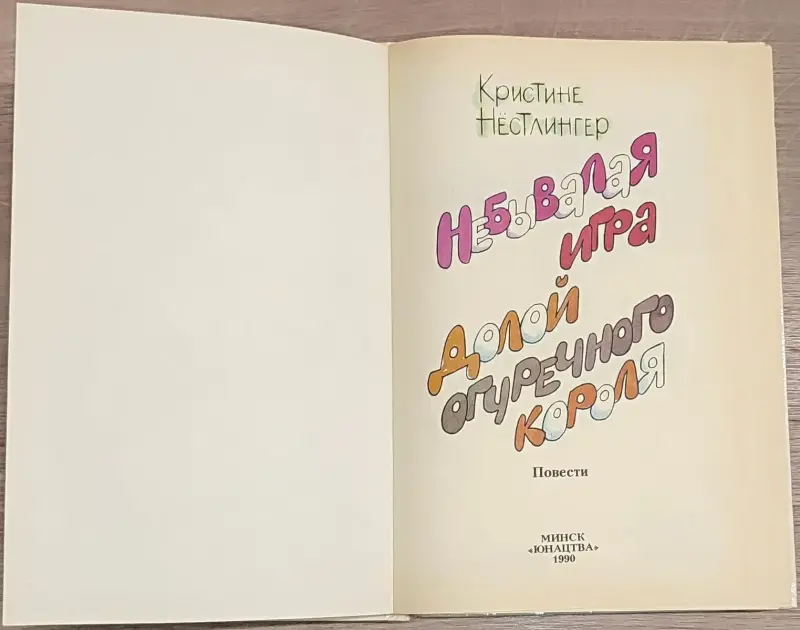 Кристине
Нёстлингер
Небывалая
игра
Долой
огуречного
короля
Повести
МИНСК
«ЮНАЦТВА»
1990